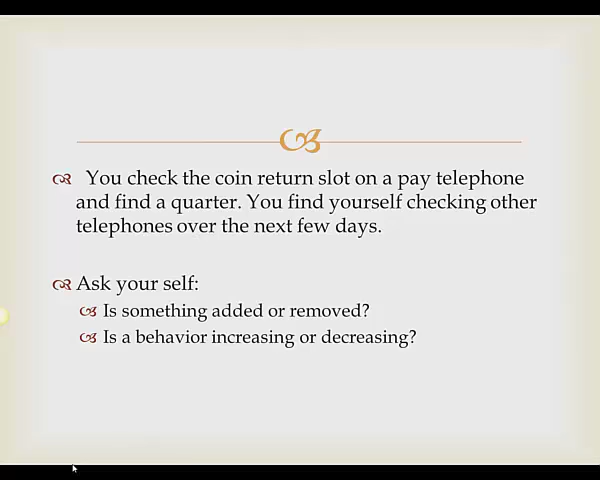 You check the coin return slot on a pay telephone
and find a quarter. You find yourself checking other
telephones over the next few days.
Ask your self:
Is something added or removed?
Is a behavior increasing or decreasing?